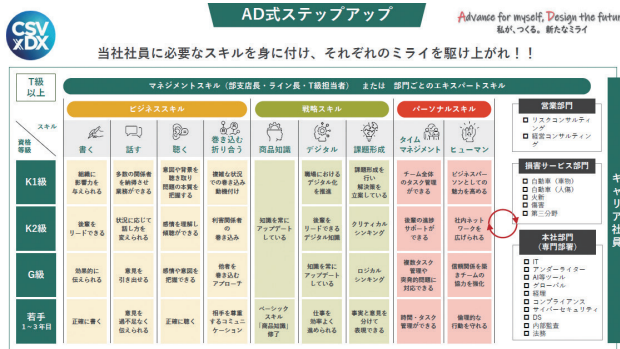 CSV
×DX
AD式ステップアップ
Advance for myself, Design the futur
私が、つくる。 新たなミライ
当社社員に必要なスキルを身に付け、それぞれのミライを駆け上がれ！！
T級
以上
マネジメントスキル（部支店長・ライン長・T級担当者） または 部門ごとのエキスパートスキル
ビジネススキル
戦略スキル
パーソナルスキル
スキル
資格
等級
書く
話す
聴く
巻き込む
折り合う
商品知識
デジタル
課題形成
タイム
マネジメント
ヒューマン
K1級
組織に
影響力を
与えられる
多数の関係者
を納得させ
業務ができる
意図や背景を
聴き取り
問題の本質を
把握する
複雑な状況
での巻き込み
動機付け
職場における
デジタル化
を推進
課題形成を
行い
解決策を
立案している
チーム全体
のタスク管理
ができる
ビジネスパー
ソンとしての
魅力を高める
K2級
後輩を
リードできる
状況に応じて
話し方を
変えられる
感情を理解し
傾聴ができる
利害関係者
の
巻き込み
知識を常に
アップデート
している
後輩を
リードできる
デジタル知識
クリティカル
シンキング
後輩の進捗
サポートが
できる
社内ネット
ワークを
広げられる
G級
効果的に
伝えられる
意見を
引き出せる
感情や意図を
把握できる
他者を
巻き込む
アプローチ
知識を常に
アップデート
している
ロジカル
シンキング
複数タスク
管理や
突発的問題に
対応できる
信頼関係を築
きチームの
協力を強化
若手
1～3年目
正確に書く
意見を
過不足なく
伝えられる
正確に聴く
相手を尊重
するコミュニ
ケーション
ベーシック
スキル
「商品知識」
修了
仕事を
効率よく
進められる
事実と意見を
分けて
表現できる
時間・タスク
管理ができる
倫理的な
行動を守れる
営業部門
リスクコンサルティ
ング
経営コンサルティン
グ
損害サービス部門
自動車（車物）
自動車（人傷）
火新
傷害
第三分野
本社部門
（専門部署）
IT
アンダーライター
AI等ツール
グローバル
経理
コンプライアンス
サイバーセキュリティ
DS
内部監査
法務
キャリア社員